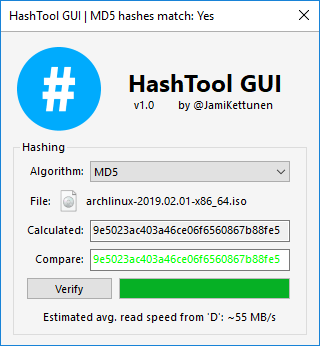 HashTool GUI | MD5 hashes match: Yes
#
HashTool GUI
v1.0 by @JamiKettunen
Hashing
Algorithm: MD5
File: archlinux-2019.02.01-x86_64.iso
Calculated: 9e5023ac403a46ce06f6560867b88fe5
Compare: 9e5023ac403a46ce06f6560867b88fe5
Verify
Estimated avg. read speed from 'D': ~55 MB/s